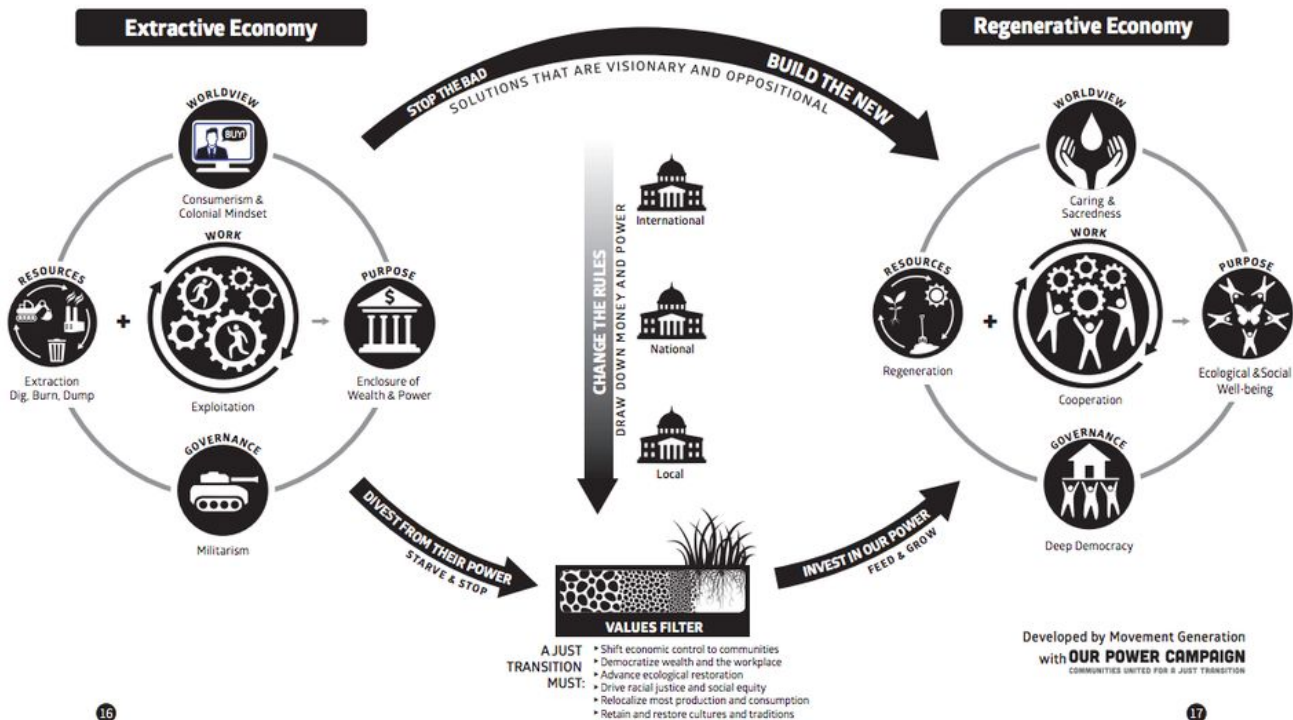 Extractive Economy
WORLDVIEW
BUY!
Consumerism &
Colonial Mindset
RESOURCES
Extraction
Dig, Burn, Dump
+
WORK
Exploitation
PURPOSE
$
Enclosure of
Wealth & Power
GOVERNANCE
Militarism
STOP THE BAD
BUILD THE NEW
SOLUTIONS THAT ARE VISIONARY AND OPPOSITIONAL
CHANGE THE RULES
DRAW DOWN MONEY AND POWER
International
National
Local
DIVEST FROM THEIR POWER
STARVE & STOP
VALUES FILTER
A JUST
TRANSITION
MUST:
‣ Shift economic control to communities
‣ Democratize wealth and the workplace
‣ Advance ecological restoration
‣ Drive racial justice and social equity
‣ Relocalize most production and consumption
‣ Retain and restore cultures and traditions
INVEST IN OUR POWER
FEED & GROW
Regenerative Economy
WORLDVIEW
Caring &
Sacredness
RESOURCES
Regeneration
+
WORK
Cooperation
PURPOSE
Ecological & Social
Well-being
GOVERNANCE
Deep Democracy
Developed by Movement Generation
with OUR POWER CAMPAIGN
COMMUNITIES UNITED FOR A JUST TRANSITION
16
17